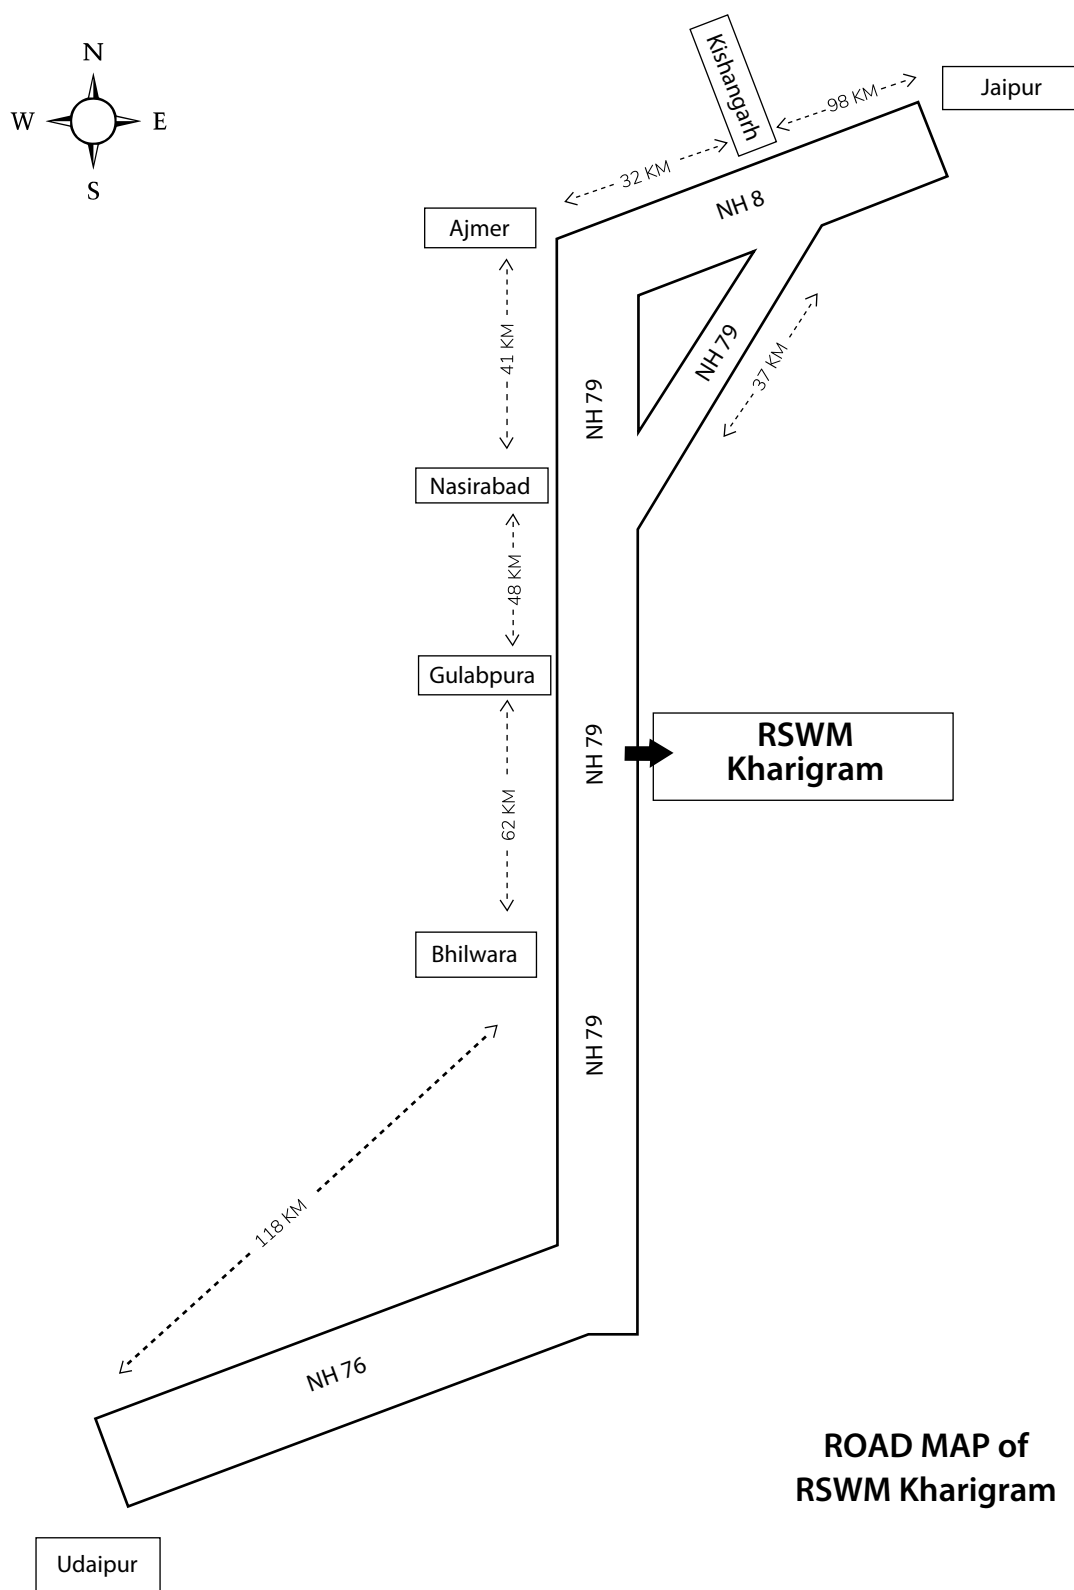 N
W
E
S
Kishangarh
98 KM
Jaipur
32 KM
NH 8
Ajmer
41 KM
NH 79
37 KM
NH 79
Nasirabad
48 KM
Gulabpura
NH 79
RSWM
Kharigram
62 KM
Bhilwara
NH 79
118 KM
NH 76
ROAD MAP of
RSWM Kharigram
Udaipur